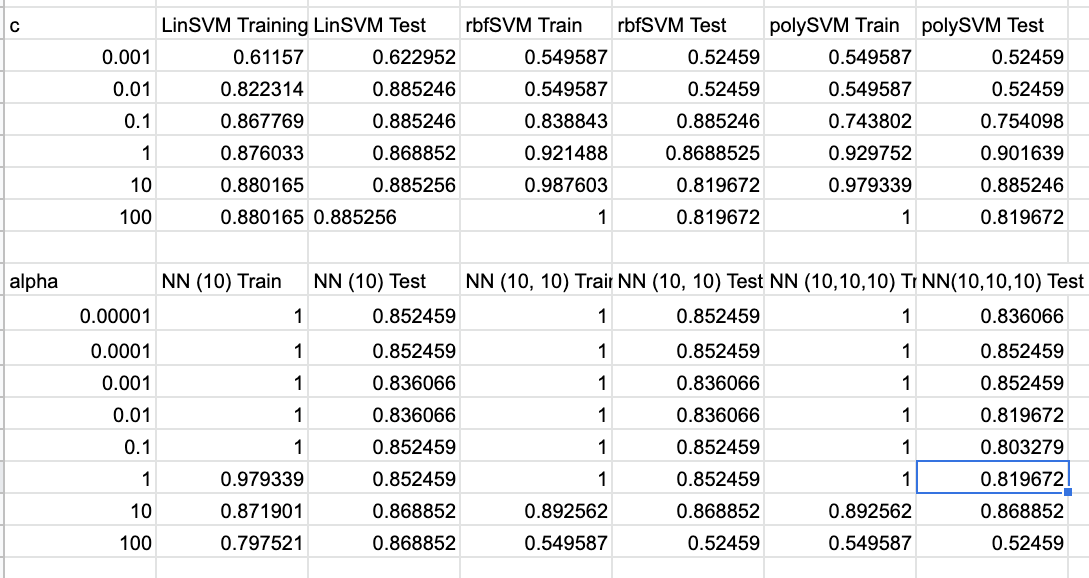 c LinSVM Training LinSVM Test rbfSVM Train rbfSVM Test polySVM Train polySVM Test
0.001 0.61157 0.622952 0.549587 0.52459 0.549587 0.52459
0.01 0.822314 0.885246 0.549587 0.52459 0.549587 0.52459
0.1 0.867769 0.885246 0.838843 0.885246 0.743802 0.754098
1 0.876033 0.868852 0.921488 0.8688525 0.929752 0.901639
10 0.880165 0.885256 0.987603 0.819672 0.979339 0.885246
100 0.880165 0.885256 1 0.819672 1 0.819672
alpha NN (10) Train NN (10) Test NN (10, 10) Train NN (10, 10) Test NN (10,10,10) Tr NN(10,10,10) Test
0.00001 1 0.852459 1 0.852459 1 0.836066
0.0001 1 0.852459 1 0.852459 1 0.852459
0.001 1 0.836066 1 0.836066 1 0.852459
0.01 1 0.836066 1 0.836066 1 0.819672
0.1 1 0.852459 1 0.852459 1 0.803279
1 0.979339 0.852459 1 0.852459 1 0.819672
10 0.871901 0.868852 0.892562 0.868852 0.892562 0.868852
100 0.797521 0.868852 0.549587 0.52459 0.549587 0.52459